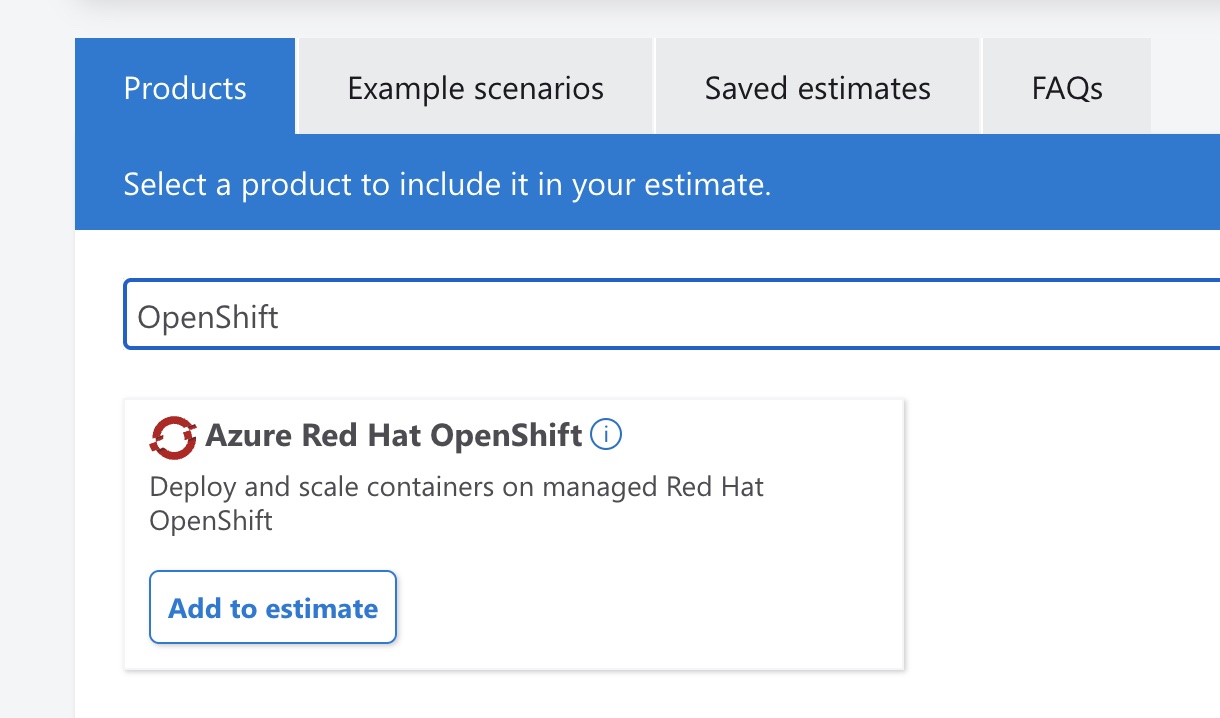 Products
Example scenarios
Saved estimates
FAQs
Select a product to include it in your estimate.
OpenShift
Azure Red Hat OpenShift
Deploy and scale containers on managed Red Hat
OpenShift
Add to estimate